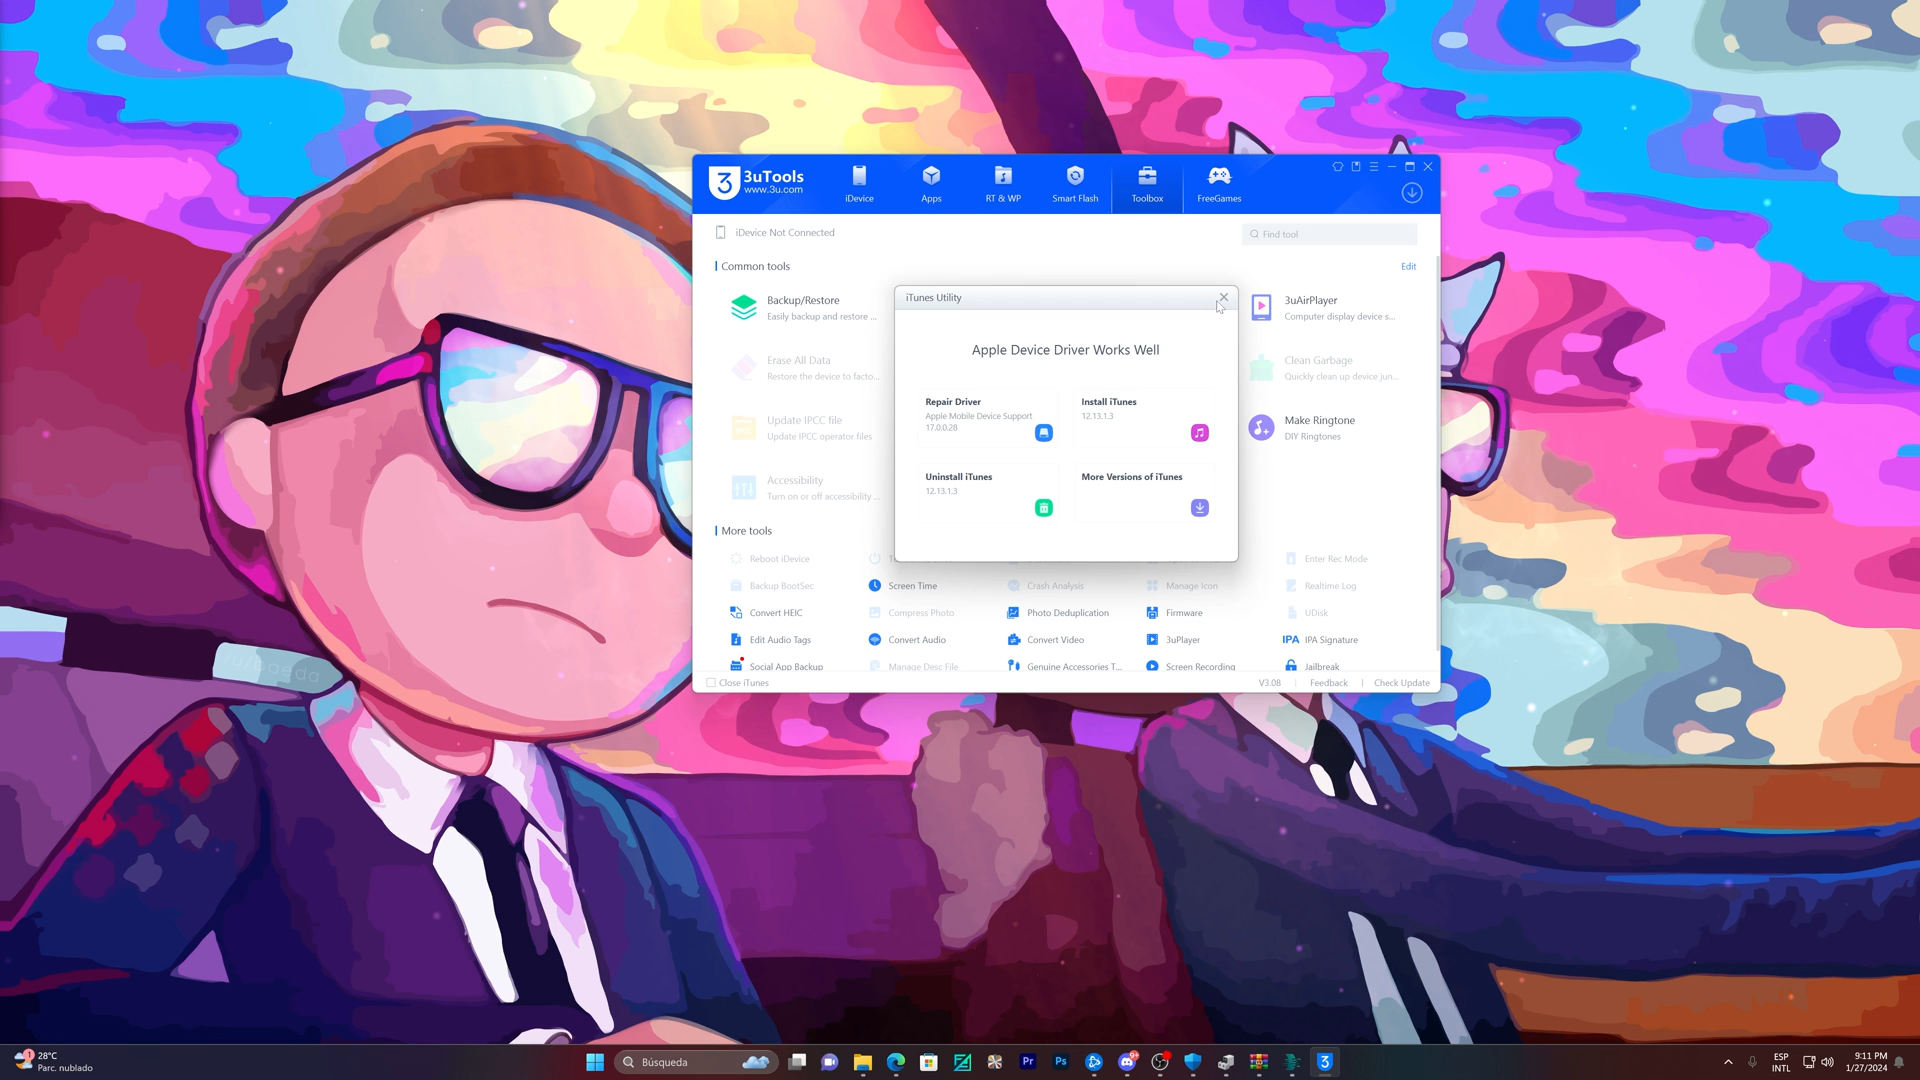 3uTools
www.3u.com
iDevice
Apps
RT & WP
Smart Flash
Toolbox
FreeGames
iDevice Not Connected
Find tool
Common tools
Edit
Backup/Restore
Easily backup and restore ...
Erase All Data
Restore the device to facto...
Update IPCC file
Update IPCC operator files
Accessibility
Turn on or off accessibility ...
iTunes Utility
Apple Device Driver Works Well
Repair Driver
Apple Mobile Device Support
17.0.0.28
Install iTunes
12.13.1.3
Uninstall iTunes
12.13.1.3
More Versions of iTunes
3uAirPlayer
Computer display device s...
Clean Garbage
Quickly clean up device jun...
Make Ringtone
DIY Ringtones
More tools
Reboot iDevice
Enter Rec Mode
Backup BootSec
Screen Time
Crash Analysis
Manage Icon
Realtime Log
Convert HEIC
Compress Photo
Photo Deduplication
Firmware
UDisk
Edit Audio Tags
Convert Audio
Convert Video
3uPlayer
IPA IPA Signature
Social App Backup
Manage Desc File
Genuine Accessories T...
Screen Recording
Jailbreak
Close iTunes
V3.08
Feedback
Check Update
28°C
Parc. nublado
Búsqueda
Pr
Ps
ESP
INTL
9:11 PM
1/27/2024